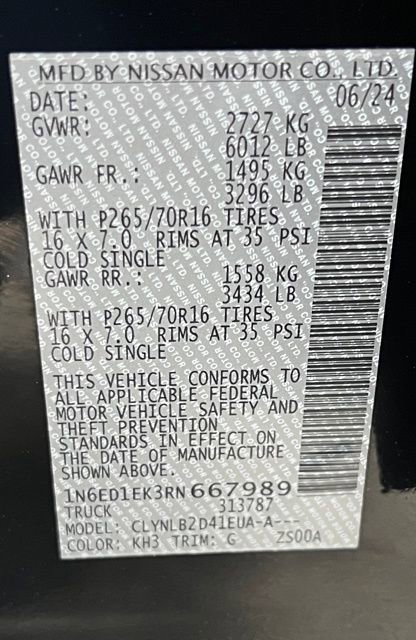 MFD BY NISSAN MOTOR CO., LTD.
DATE: 06/24
GVWR: 2727 KG
6012 LB
GAWR FR.: 1495 KG
3296 LB
WITH P265/70R16 TIRES
16 X 7.0 RIMS AT 35 PSI
COLD SINGLE
GAWR RR.: 1558 KG
3434 LB
WITH P265/70R16 TIRES
16 X 7.0 RIMS AT 35 PSI
COLD SINGLE
THIS VEHICLE CONFORMS TO
ALL APPLICABLE FEDERAL
MOTOR VEHICLE SAFETY AND
THEFT PREVENTION
STANDARDS IN EFFECT ON
THE DATE OF MANUFACTURE
SHOWN ABOVE.
1N6ED1EK3RN667989
TRUCK 313787
MODEL: CLYNLB2D41EUA-A---
COLOR: KH3 TRIM: G ZS00A